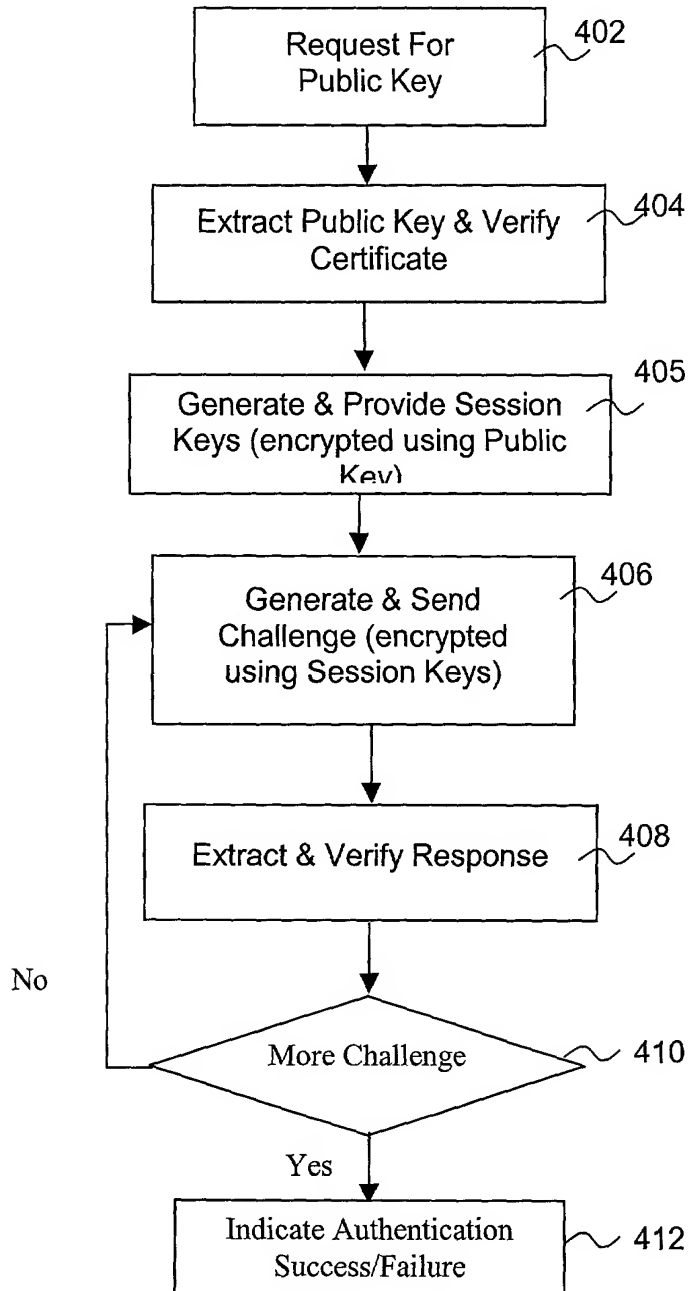 Request For
Public Key
402
Extract Public Key & Verify
Certificate
404
Generate & Provide Session
Keys (encrypted using Public
Key)
405
Generate & Send
Challenge (encrypted
using Session Keys)
406
Extract & Verify Response
408
No
More Challenge
410
Yes
Indicate Authentication
Success/Failure
412